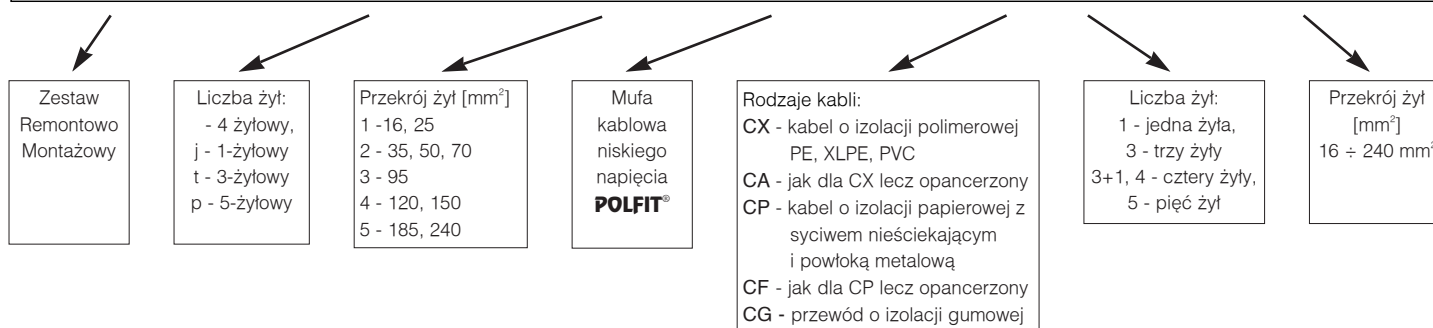 Zestaw
Remontowo
Montażowy
Liczba żył:
- 4 żyłowy,
j - 1-żyłowy
t - 3-żyłowy
p - 5-żyłowy
Przekrój żył [mm²]
1 -16, 25
2 - 35, 50, 70
3 - 95
4 - 120, 150
5 - 185, 240
Mufa
kablowa
niskiego
napięcia
POLFIT®
Rodzaje kabli:
CX - kabel o izolacji polimerowej
PE, XLPE, PVC
CA - jak dla CX lecz opancerzony
CP - kabel o izolacji papierowej z
syciwem nieściekającym
i powłoką metalową
CF - jak dla CP lecz opancerzony
CG - przewód o izolacji gumowej
Liczba żył:
1 - jedna żyła,
3 - trzy żyły
3+1, 4 - cztery żyły,
5 - pięć żył
Przekrój żył
[mm²]
16 ÷ 240 mm²